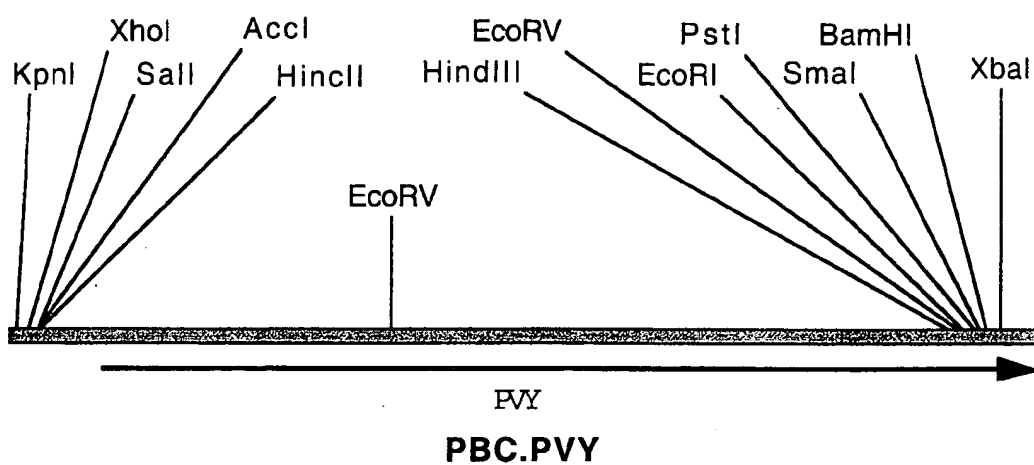 XhoI AccI EcoRV PstI BamHI
KpnI SalI HincII HindIII EcoRI SmaI XbaI
EcoRV
PVY
PBC.PVY